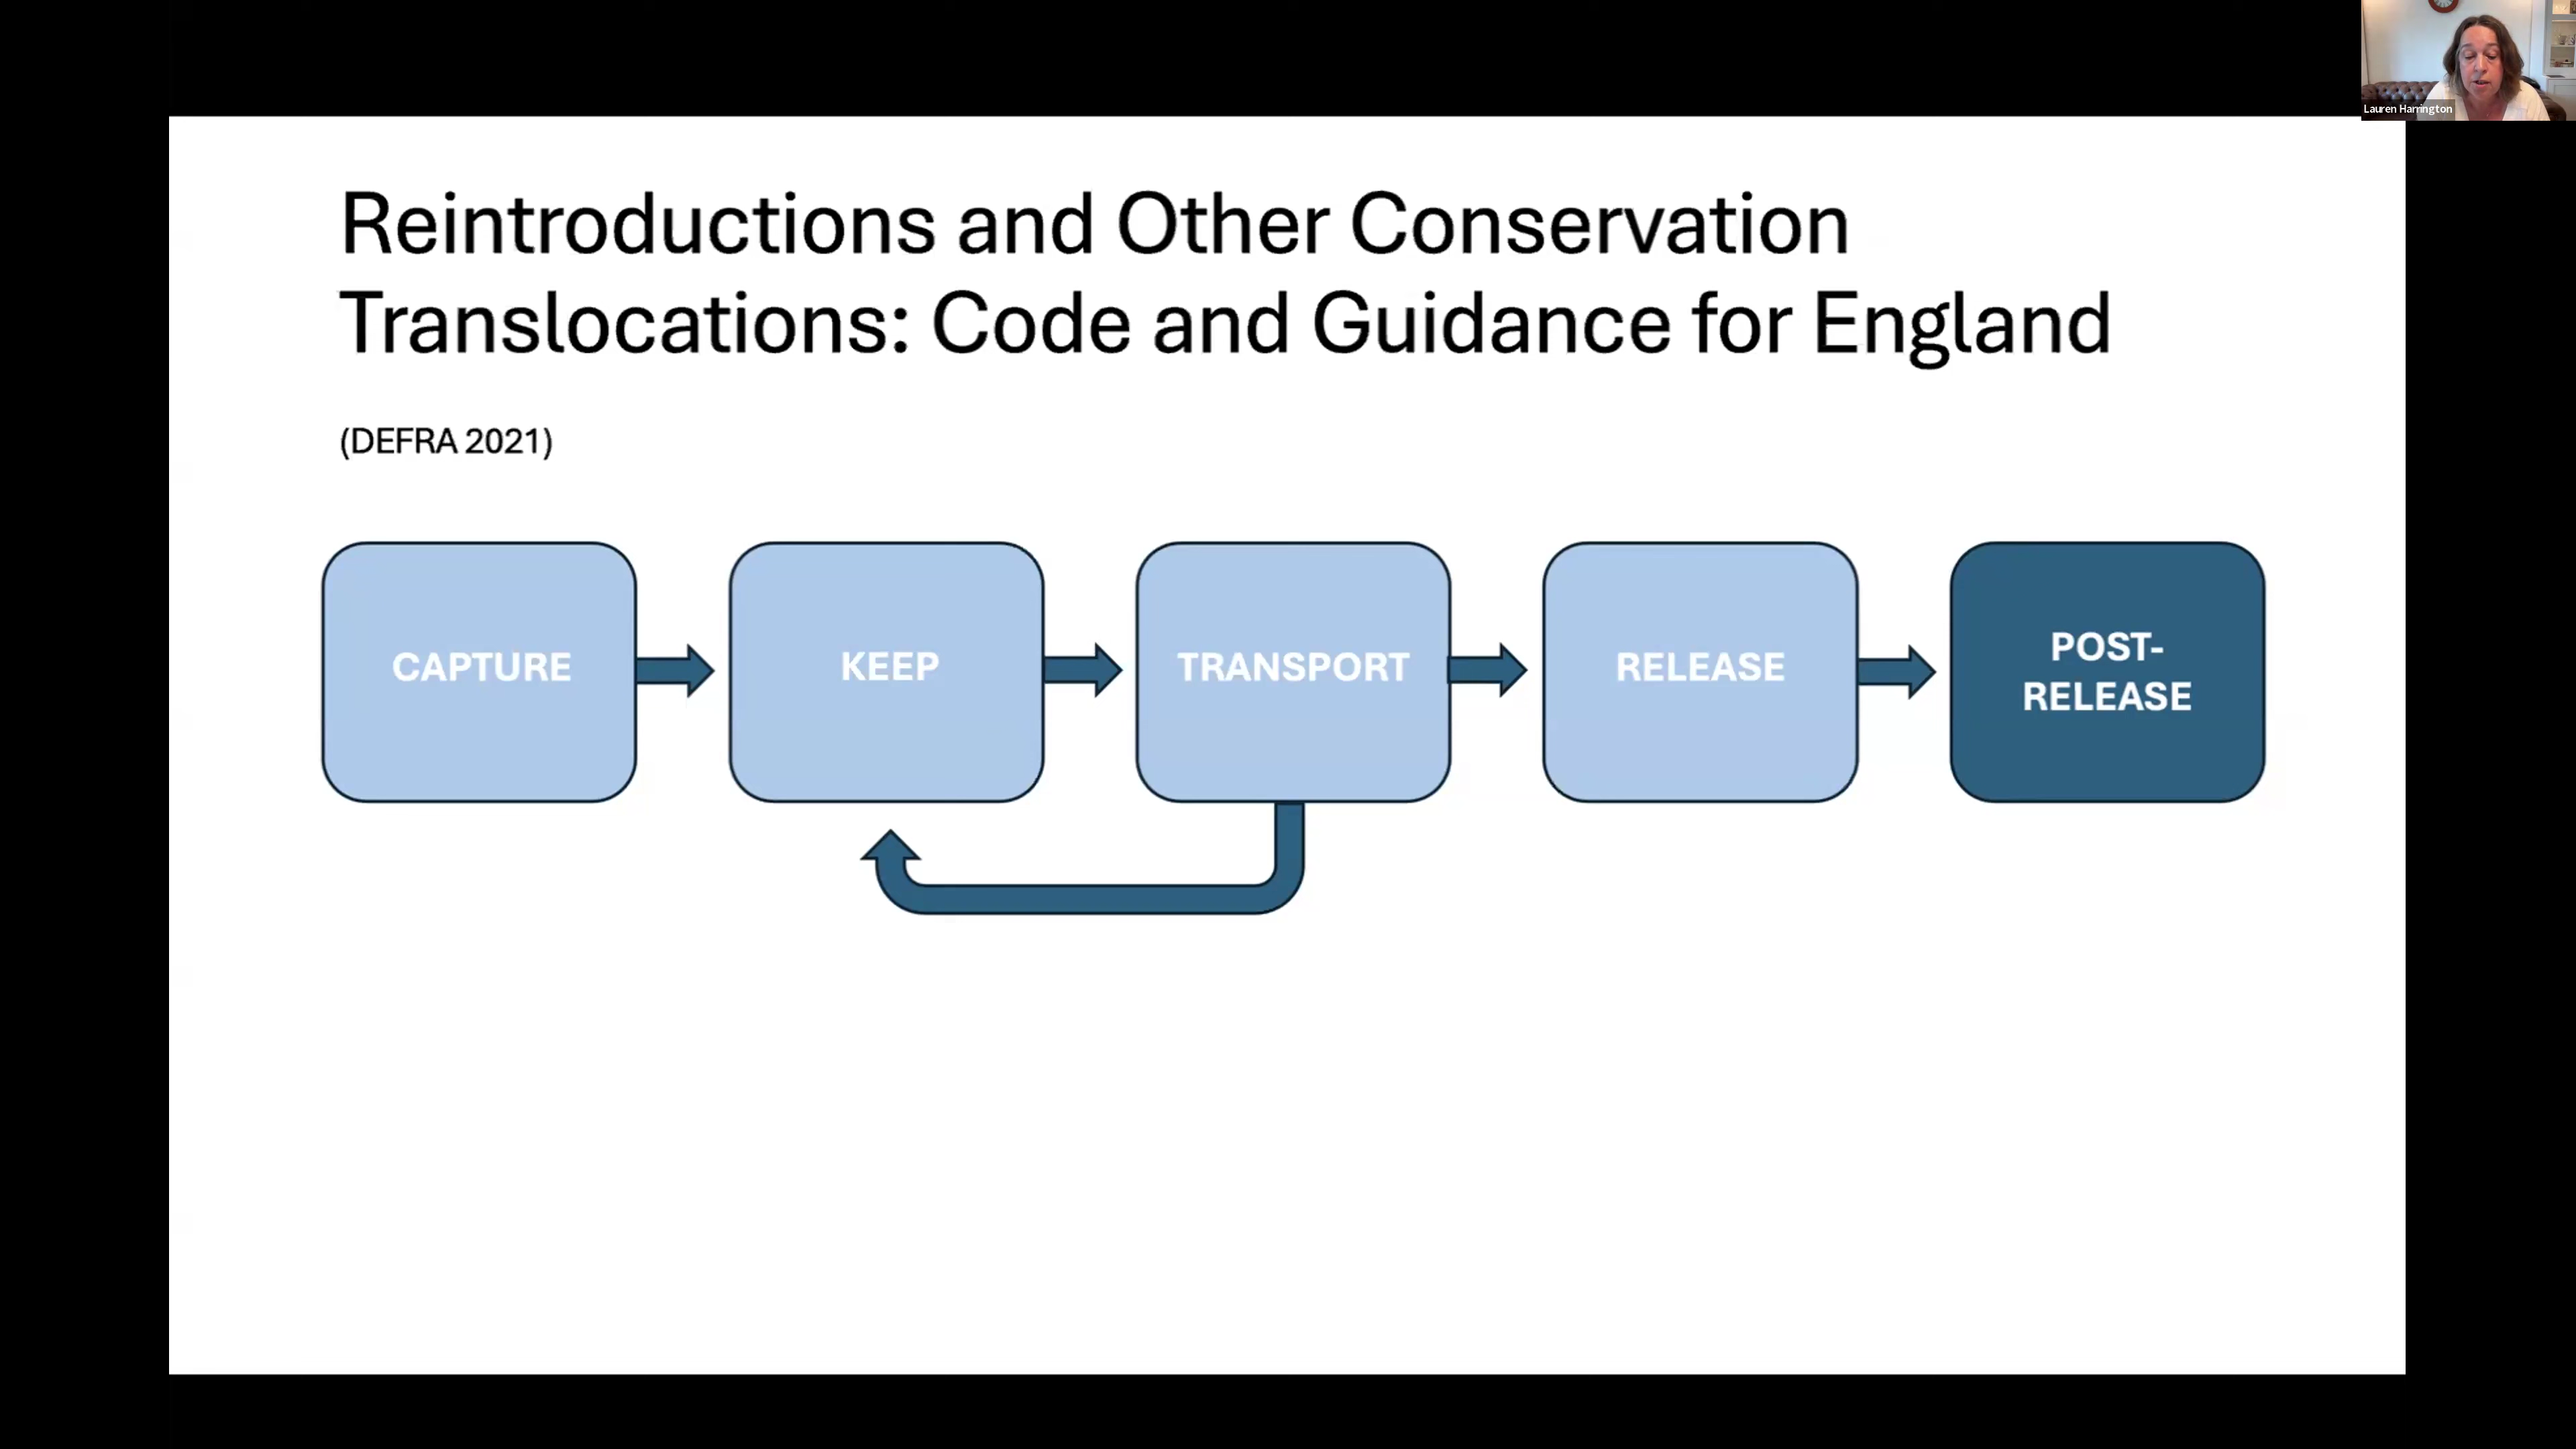 Lauren Harrington
Reintroductions and Other Conservation
Translocations: Code and Guidance for England
(DEFRA 2021)
CAPTURE
KEEP
TRANSPORT
RELEASE
POST-
RELEASE